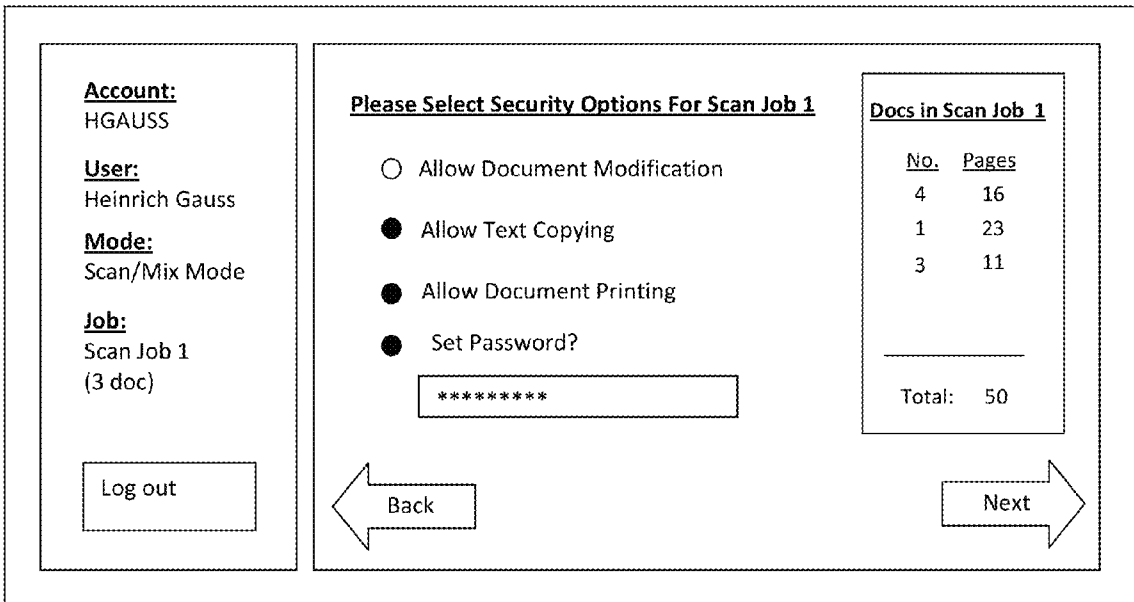 Account:
HGAUSS
User:
Heinrich Gauss
Mode:
Scan/Mix Mode
Job:
Scan Job 1
(3 doc)
Log out
Please Select Security Options For Scan Job 1
Allow Document Modification
Allow Text Copying
Allow Document Printing
Set Password?
*********
Back
Docs in Scan Job 1
No. Pages
4 16
1 23
3 11
Total: 50
Next